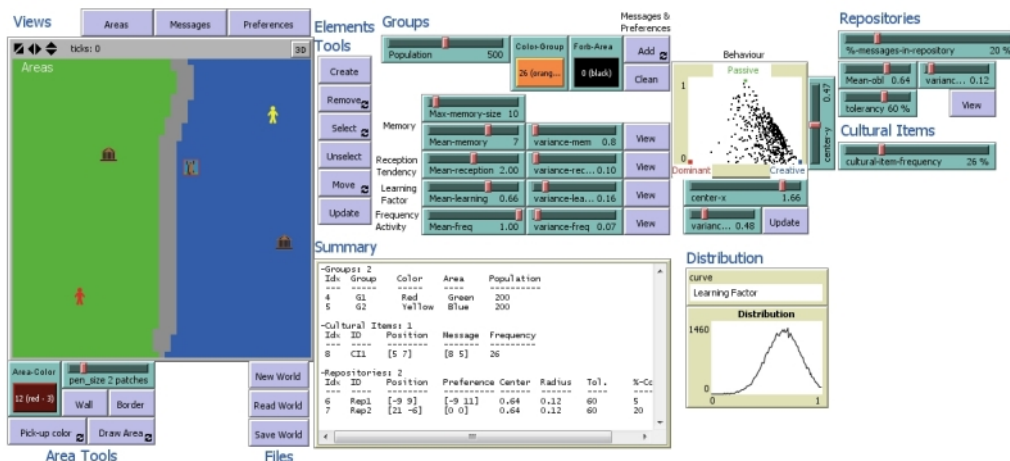 Views
Areas
Messages
Preferences
ticks: 0
3D
Areas
Area-Color
12 (red - 3)
pen_size 2 patches
Wall
Border
Pick-up color
Draw Area
Area Tools
New World
Read World
Save World
Files
Elements
Tools
Create
Remove
Select
Unselect
Move
Update
Groups
Population 500
Color-Group
26 (orang...
Forb-Area
0 (black)
Messages &
Preferences
Add
Clean
Max-memory-size 10
Memory
Mean-memory 7
variance-mem 0.8
View
Reception
Tendency
Mean-reception 2.00
variance-rec... 0.10
View
Learning
Factor
Mean-learning 0.66
variance-lea... 0.16
View
Frequency
Activity
Mean-freq 1.00
variance-freq 0.07
View
Behaviour
Passive
1
0
Dominant
Creative
center-y 0.47
center-x 1.66
varianc... 0.48
Update
Repositories
%-messages-in-repository 20 %
Mean-obl 0.64
varianc... 0.12
tolerancy 60 %
View
Cultural Items
cultural-item-frequency 26 %
Summary
-Groups: 2
Idx Group Color Area Population
---- ---- ---- ---- ----------
4 G1 Red Green 200
5 G2 Yellow Blue 200
-Cultural Items: 1
Idx ID Position Message Frequency
8 CI1 [5 7] [8 5] 26
-Repositories: 2
Idx ID Position Preference Center Radius Tol. %-Co
6 Rep1 [-9 9] [-9 11] 0.64 0.12 60 5
7 Rep2 [21 -6] [0 0] 0.64 0.12 60 20
Distribution
curve
Learning Factor
Distribution
1460
0
0
1